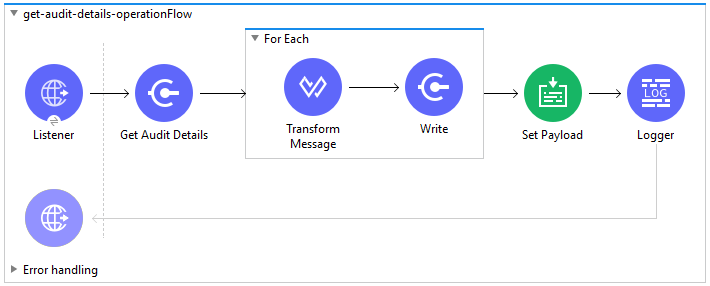 get-audit-details-operationFlow
For Each
LOG
Listener
Get Audit Details
Transform
Message
Write
Set Payload
Logger
Error handling